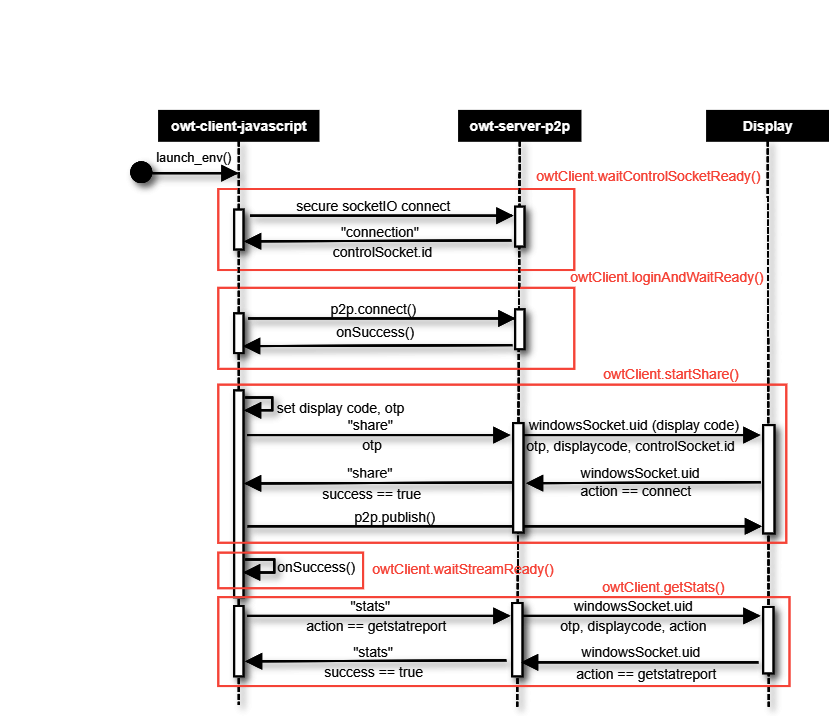 owt-client-javascript
owt-server-p2p
Display
launch_env()
owtClient.waitControlSocketReady()
secure socketIO connect
"connection"
controlSocket.id
owtClient.loginAndWaitReady()
p2p.connect()
onSuccess()
owtClient.startShare()
set display code, otp
"share"
otp
windowsSocket.uid (display code)
otp, displaycode, controlSocket.id
"share"
success == true
windowsSocket.uid
action == connect
p2p.publish()
onSuccess()
owtClient.waitStreamReady()
owtClient.getStats()
"stats"
action == getstatreport
windowsSocket.uid
otp, displaycode, action
"stats"
success == true
windowsSocket.uid
action == getstatreport